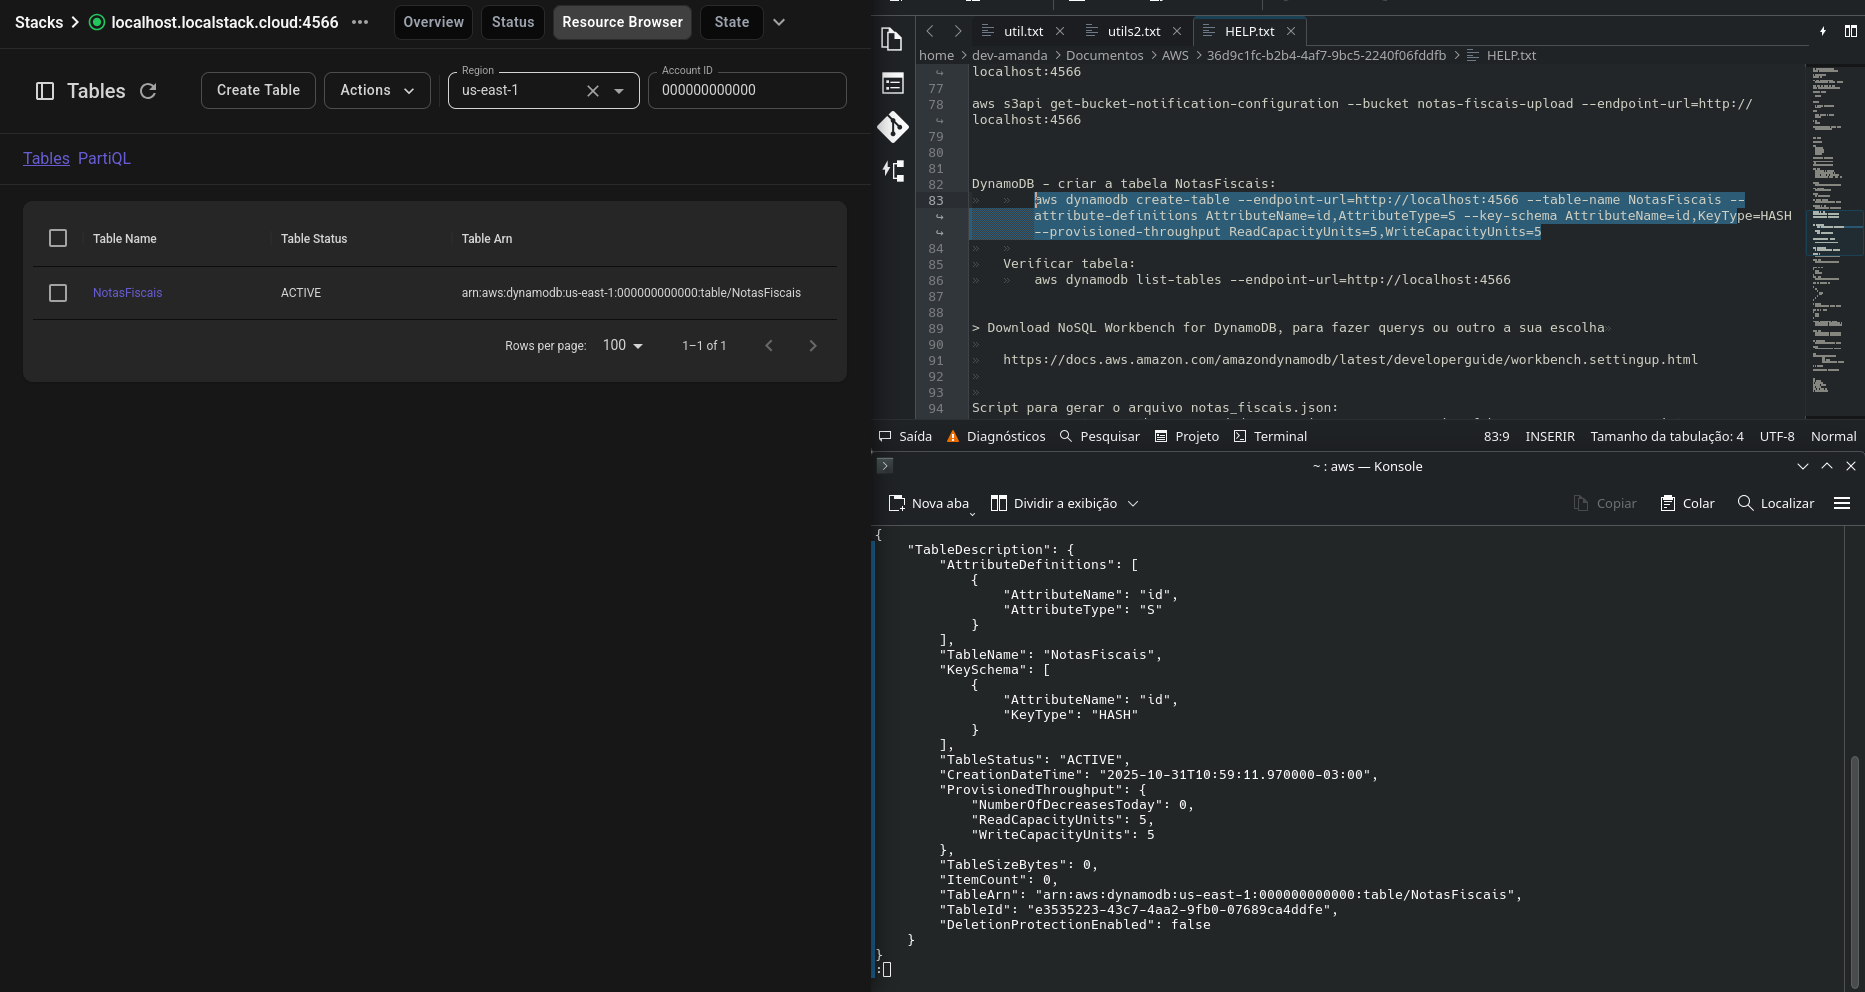 Stacks > localhost.localstack.cloud:4566 ••• Overview Status Resource Browser State
Tables Create Table Actions Region us-east-1 Account ID 000000000000
Tables PartiQL
Table Name Table Status Table Arn
NotasFiscais ACTIVE arn:aws:dynamodb:us-east-1:000000000000:table/NotasFiscais
Rows per page: 100 1–1 of 1
util.txt utils2.txt HELP.txt
home > dev-amanda > Documentos > AWS > 36d9c1fc-b2b4-4af7-9bc5-2240f06fddfb > HELP.txt
localhost:4566
77
78 aws s3api get-bucket-notification-configuration --bucket notas-fiscais-upload --endpoint-url=http://
localhost:4566
79
80
81
82 DynamoDB - criar a tabela NotasFiscais:
83 aws dynamodb create-table --endpoint-url=http://localhost:4566 --table-name NotasFiscais --
attribute-definitions AttributeName=id,AttributeType=S --key-schema AttributeName=id,KeyType=HASH
--provisioned-throughput ReadCapacityUnits=5,WriteCapacityUnits=5
84
85 Verificar tabela:
86 aws dynamodb list-tables --endpoint-url=http://localhost:4566
87
88
89 > Download NoSQL Workbench for DynamoDB, para fazer querys ou outro a sua escolha
90
91 https://docs.aws.amazon.com/amazondynamodb/latest/developerguide/workbench.settingup.html
92
93
94 Script para gerar o arquivo notas_fiscais.json:
Saída Diagnósticos Pesquisar Projeto Terminal 83:9 INSERIR Tamanho da tabulação: 4 UTF-8 Normal
~ : aws — Konsole
Nova aba Dividir a exibição Copiar Colar Localizar
{
"TableDescription": {
"AttributeDefinitions": [
{
"AttributeName": "id",
"AttributeType": "S"
}
],
"TableName": "NotasFiscais",
"KeySchema": [
{
"AttributeName": "id",
"KeyType": "HASH"
}
],
"TableStatus": "ACTIVE",
"CreationDateTime": "2025-10-31T10:59:11.970000-03:00",
"ProvisionedThroughput": {
"NumberOfDecreasesToday": 0,
"ReadCapacityUnits": 5,
"WriteCapacityUnits": 5
},
"TableSizeBytes": 0,
"ItemCount": 0,
"TableArn": "arn:aws:dynamodb:us-east-1:000000000000:table/NotasFiscais",
"TableId": "e3535223-43c7-4aa2-9fb0-07689ca4ddfe",
"DeletionProtectionEnabled": false
}
}
: